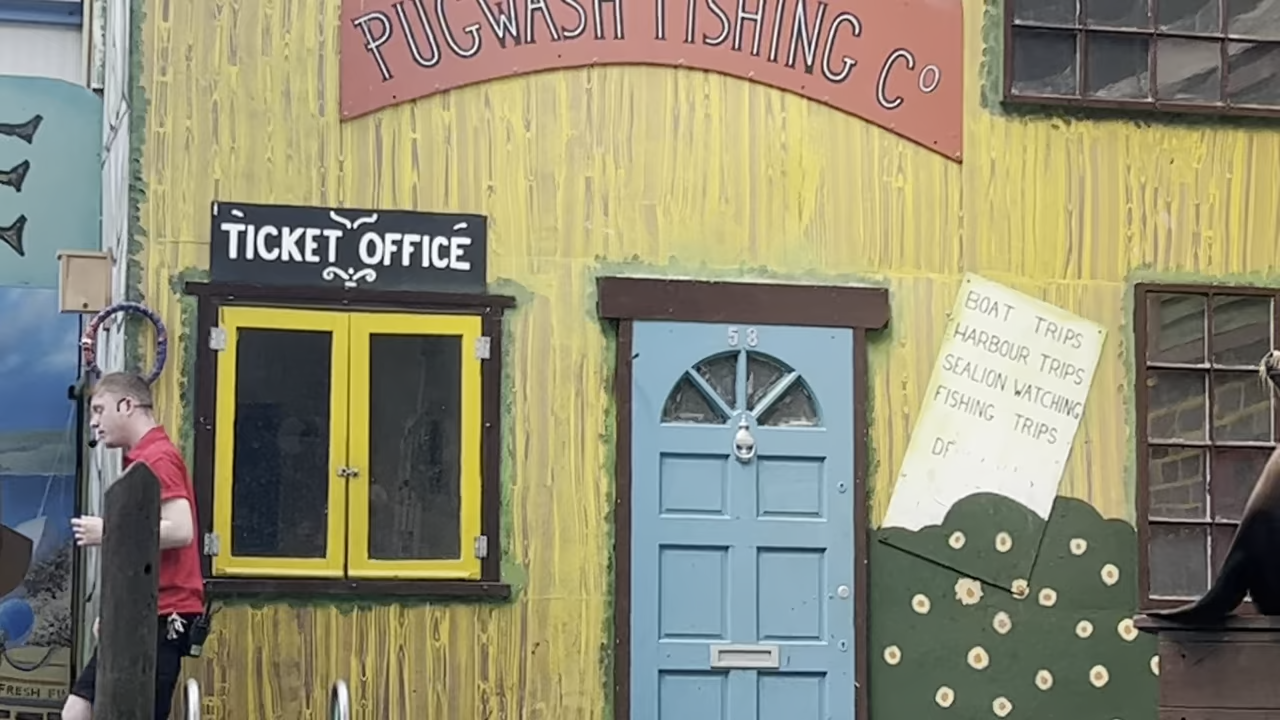 PUGWASH FISHING Co
TICKET OFFICE
58
BOAT TRIPS
HARBOUR TRIPS
SEALION WATCHING
FISHING TRIPS
FRESH